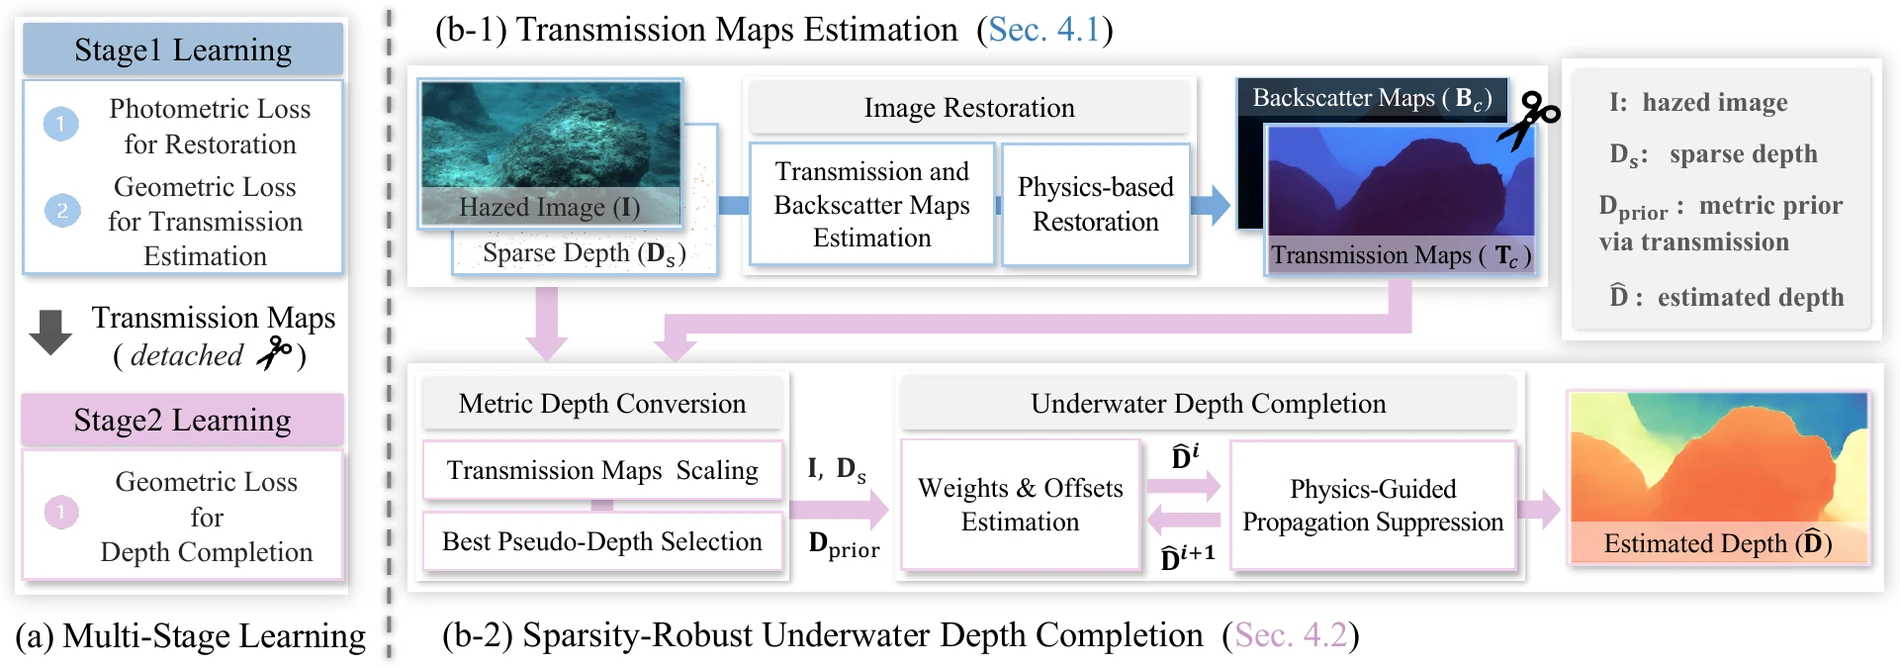 Stage1 Learning
1
Photometric Loss
for Restoration
2
Geometric Loss
for Transmission
Estimation
Transmission Maps
( detached )
Stage2 Learning
1
Geometric Loss
for
Depth Completion
(a) Multi-Stage Learning
(b-1) Transmission Maps Estimation (Sec. 4.1)
Hazed Image (I)
Sparse Depth (Dₛ)
Image Restoration
Transmission and
Backscatter Maps
Estimation
Physics-based
Restoration
Backscatter Maps ( B𝑐 )
Transmission Maps ( T𝑐 )
I: hazed image
Dₛ: sparse depth
Dprior : metric prior
via transmission
D̂ : estimated depth
Metric Depth Conversion
Transmission Maps Scaling
Best Pseudo-Depth Selection
I, Dₛ
Dprior
Underwater Depth Completion
Weights & Offsets
Estimation
D̂ⁱ
D̂ⁱ⁺¹
Physics-Guided
Propagation Suppression
Estimated Depth (D̂)
(b-2) Sparsity-Robust Underwater Depth Completion (Sec. 4.2)